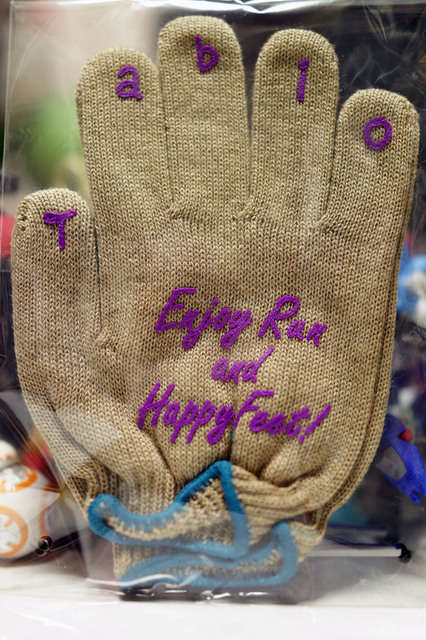 T a b i o
Enjoy Run
and
HappyFeet!